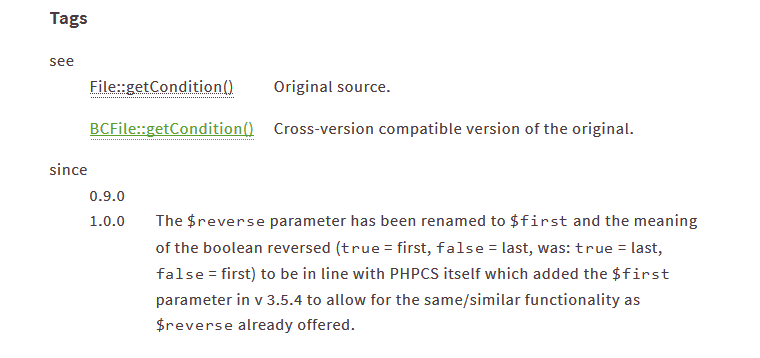 Tags
see
File::getCondition() Original source.
BCFile::getCondition() Cross-version compatible version of the original.
since
0.9.0
1.0.0 The $reverse parameter has been renamed to $first and the meaning
of the boolean reversed (true = first, false = last, was: true = last,
false = first) to be in line with PHPCS itself which added the $first
parameter in v 3.5.4 to allow for the same/similar functionality as
$reverse already offered.